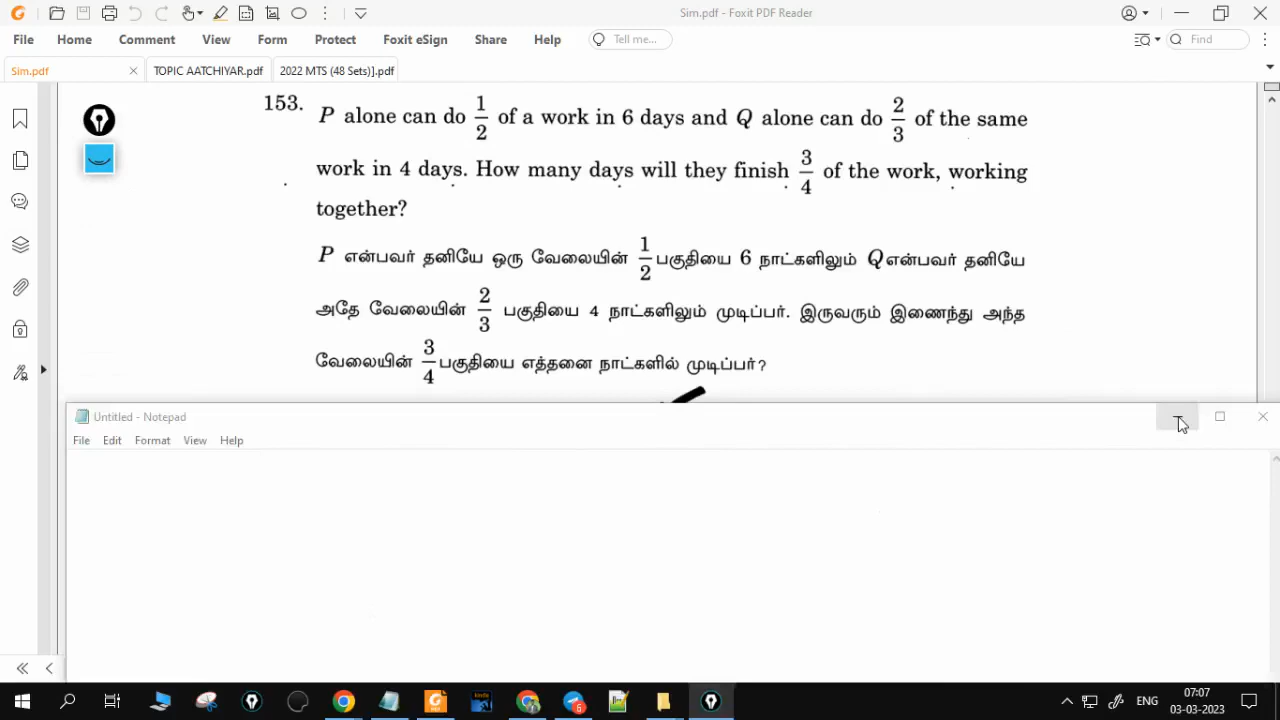 Sim.pdf - Foxit PDF Reader
File Home Comment View Form Protect Foxit eSign Share Help Tell me... Find
Sim.pdf TOPIC AATCHIYAR.pdf 2022 MTS (48 Sets)].pdf
153. P alone can do 1/2 of a work in 6 days and Q alone can do 2/3 of the same
work in 4 days. How many days will they finish 3/4 of the work, working
together?
P என்பவர் தனியே ஒரு வேலையின் 1/2 பகுதியை 6 நாட்களிலும் Q என்பவர் தனியே
அதே வேலையின் 2/3 பகுதியை 4 நாட்களிலும் முடிப்பர். இருவரும் இணைந்து அந்த
வேலையின் 3/4 பகுதியை எத்தனை நாட்களில் முடிப்பர்?
Untitled - Notepad
File Edit Format View Help
ENG 07:07
03-03-2023